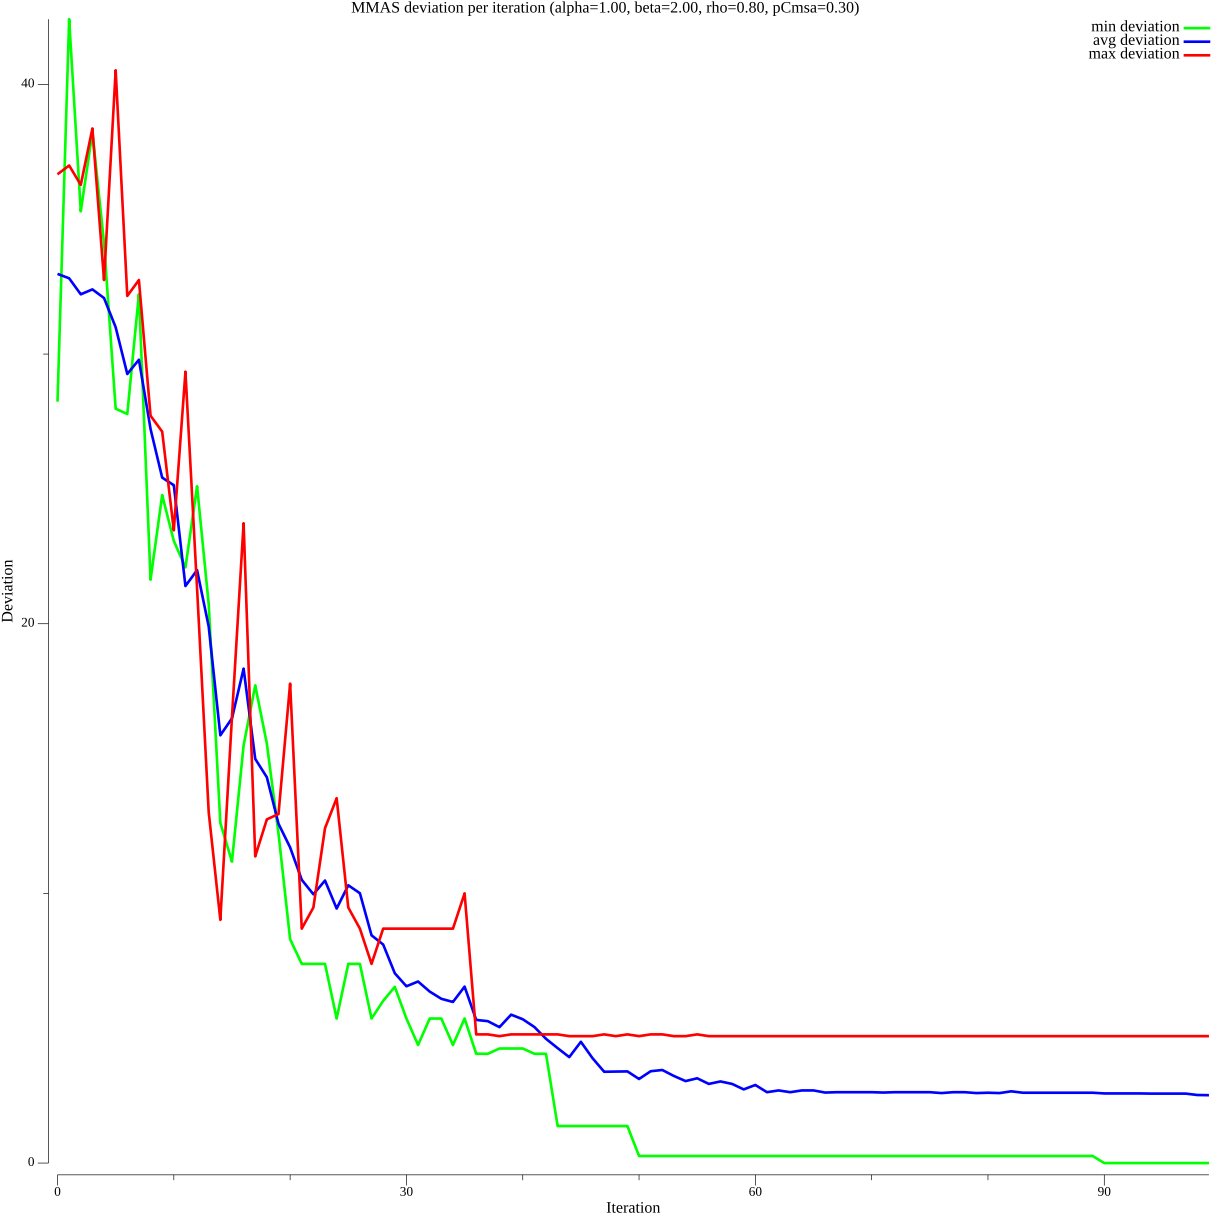 MMAS deviation per iteration (alpha=1.00, beta=2.00, rho=0.80, pCmsa=0.30)
min deviation
avg deviation
max deviation
40
20
0
Deviation
0
30
60
90
Iteration